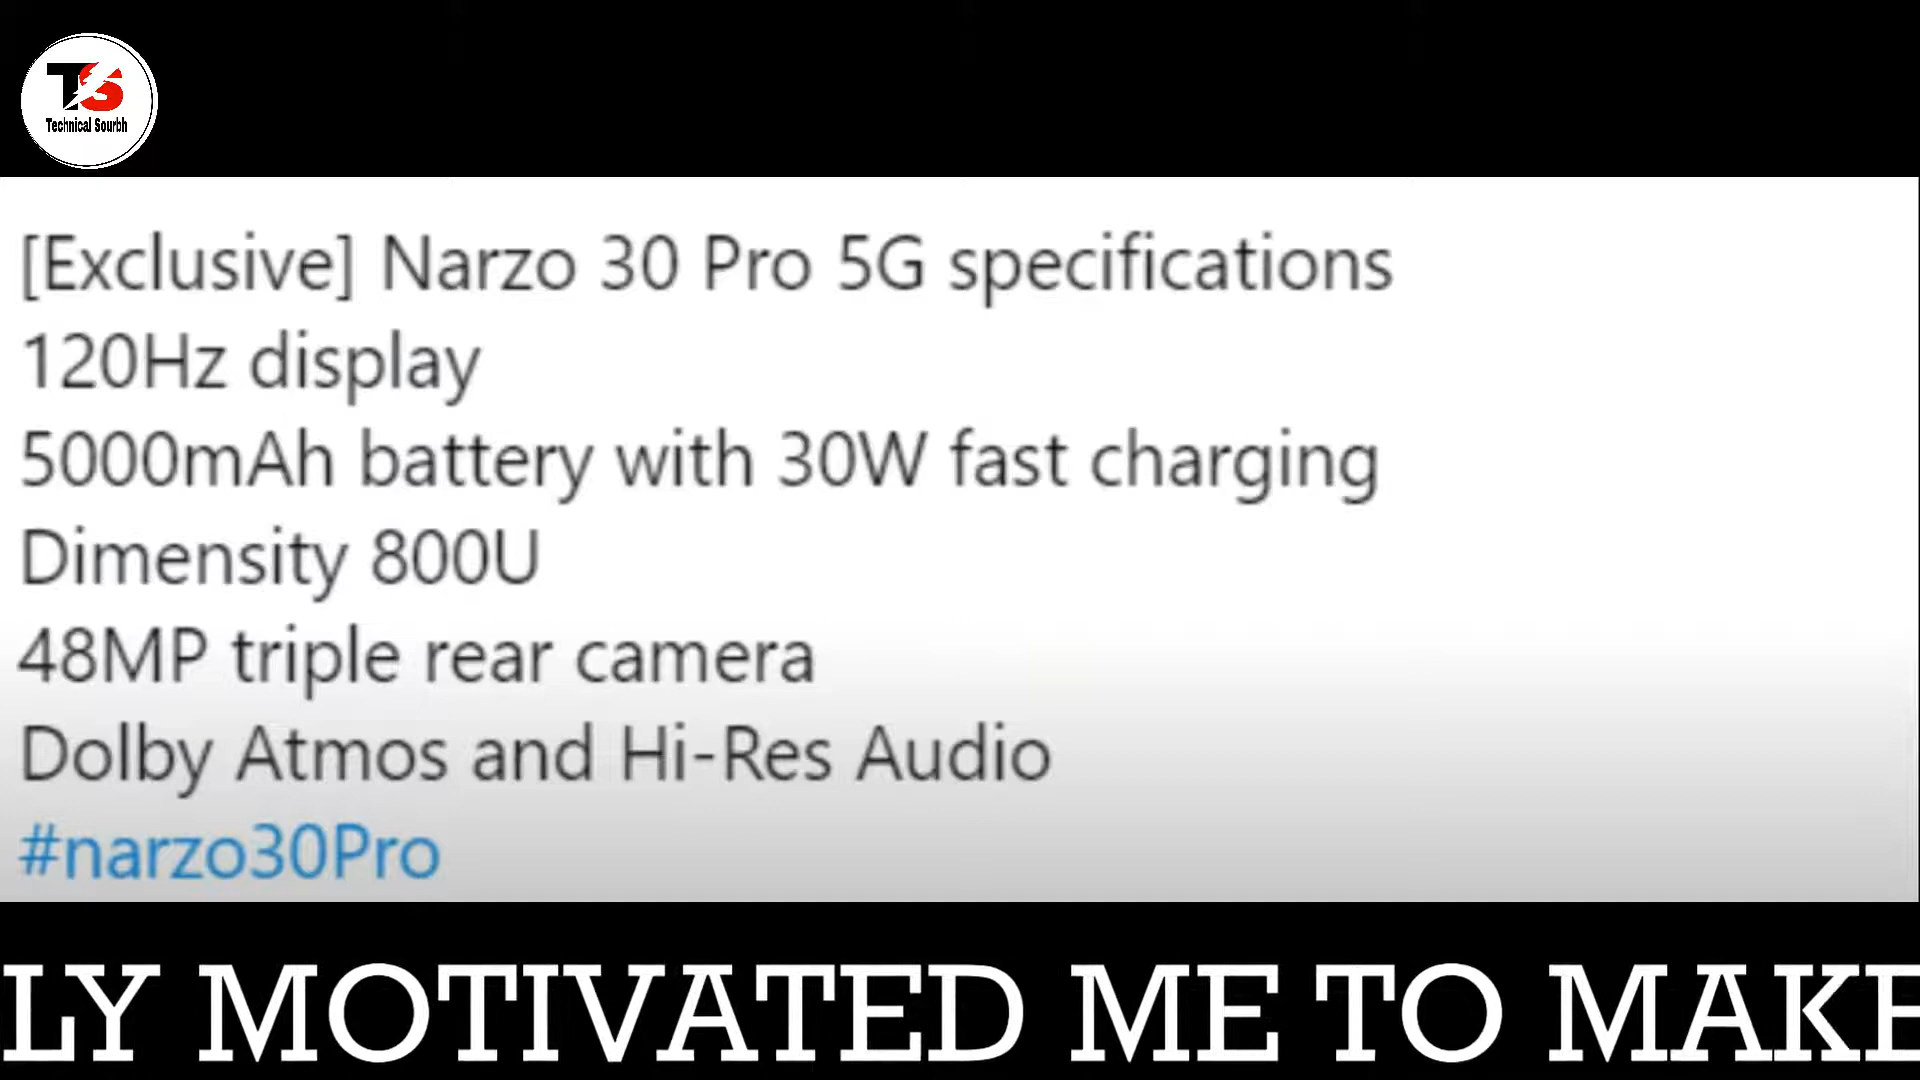 TS
Technical Sourbh
[Exclusive] Narzo 30 Pro 5G specifications
120Hz display
5000mAh battery with 30W fast charging
Dimensity 800U
48MP triple rear camera
Dolby Atmos and Hi-Res Audio
#narzo30Pro
LY MOTIVATED ME TO MAKE